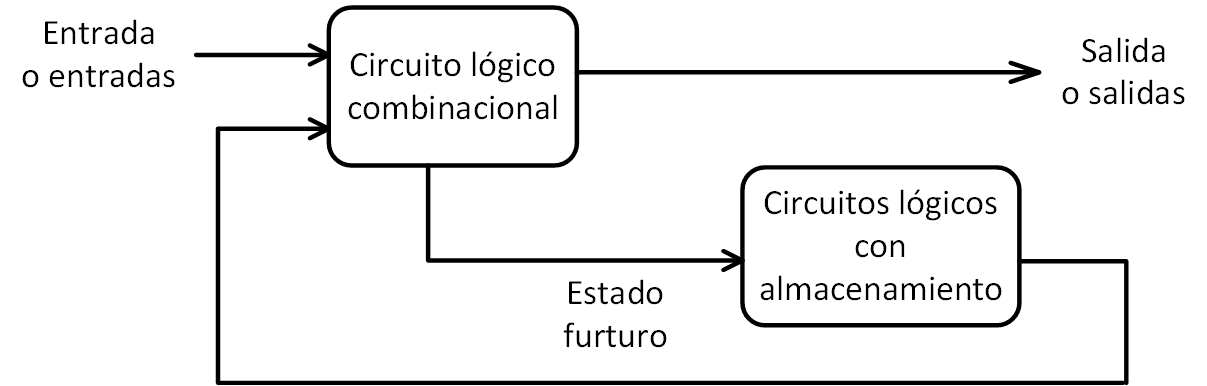 Entrada
o entradas
Circuito lógico
combinacional
Salida
o salidas
Circuitos lógicos
con
almacenamiento
Estado
furturo